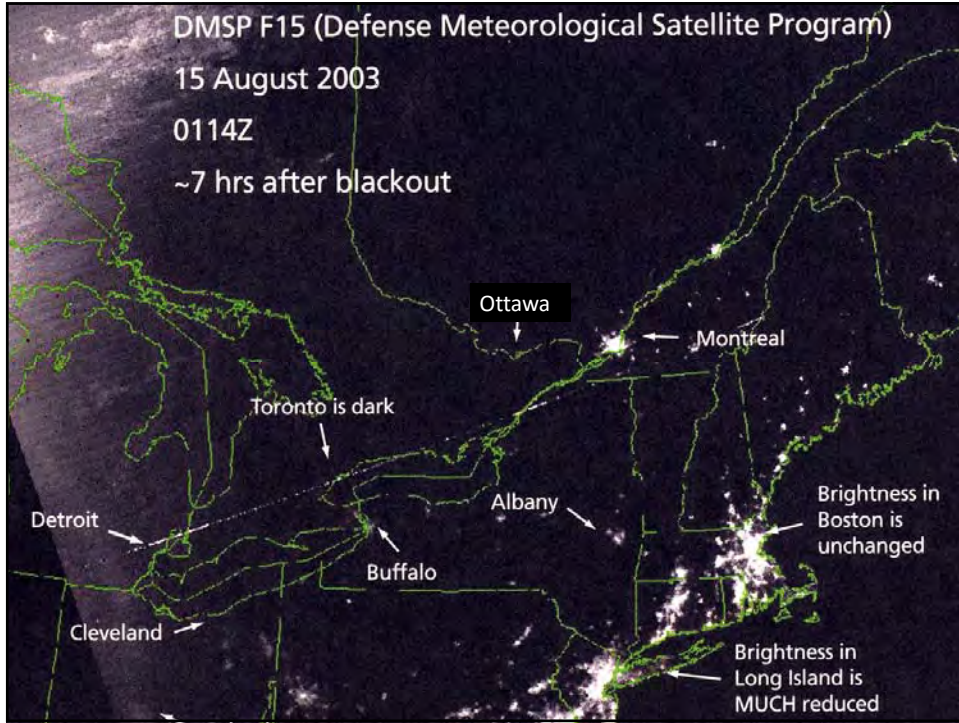 DMSP F15 (Defense Meteorological Satellite Program)
15 August 2003
0114Z
~7 hrs after blackout
Ottawa
Montreal
Toronto is dark
Detroit
Albany
Brightness in
Boston is
unchanged
Buffalo
Cleveland
Brightness in
Long Island is
MUCH reduced